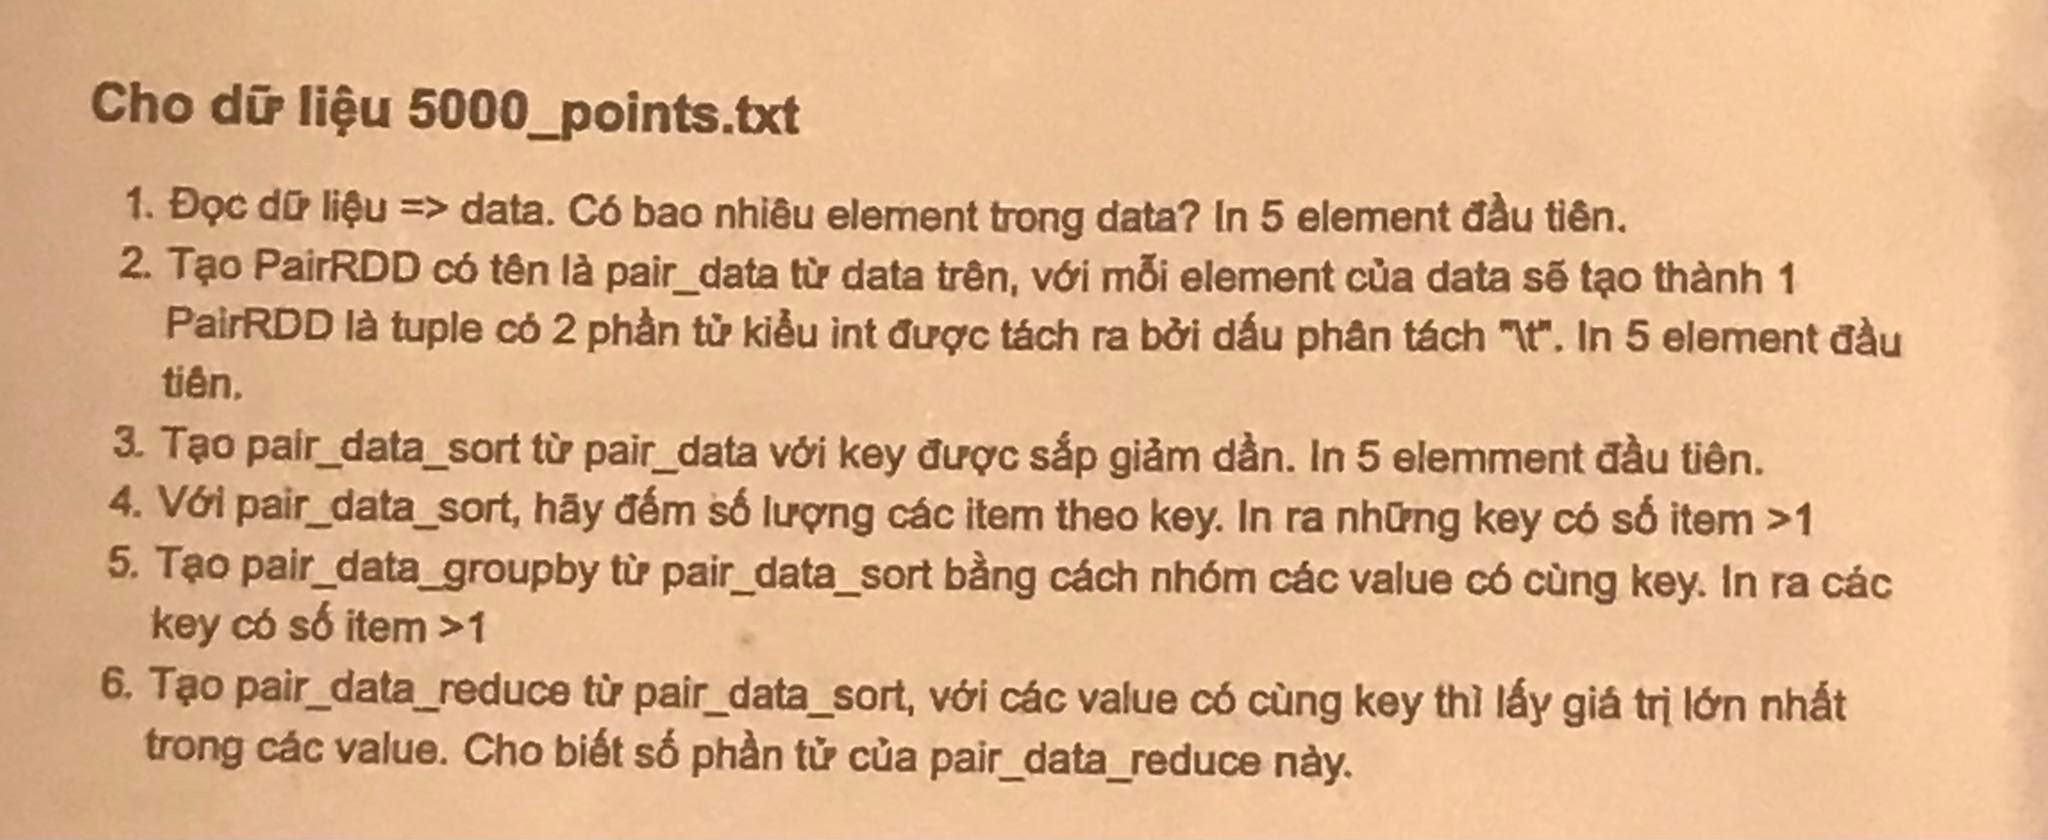 Cho dữ liệu 5000_points.txt
1. Đọc dữ liệu => data. Có bao nhiêu element trong data? In 5 element đầu tiên.
2. Tạo PairRDD có tên là pair_data từ data trên, với mỗi element của data sẽ tạo thành 1
PairRDD là tuple có 2 phần tử kiểu int được tách ra bởi dấu phân tách "\t". In 5 element đầu
tiên.
3. Tạo pair_data_sort từ pair_data với key được sắp giảm dần. In 5 elemment đầu tiên.
4. Với pair_data_sort, hãy đếm số lượng các item theo key. In ra những key có số item >1
5. Tạo pair_data_groupby từ pair_data_sort bằng cách nhóm các value có cùng key. In ra các
key có số item >1
6. Tạo pair_data_reduce từ pair_data_sort, với các value có cùng key thì lấy giá trị lớn nhất
trong các value. Cho biết số phần tử của pair_data_reduce này.